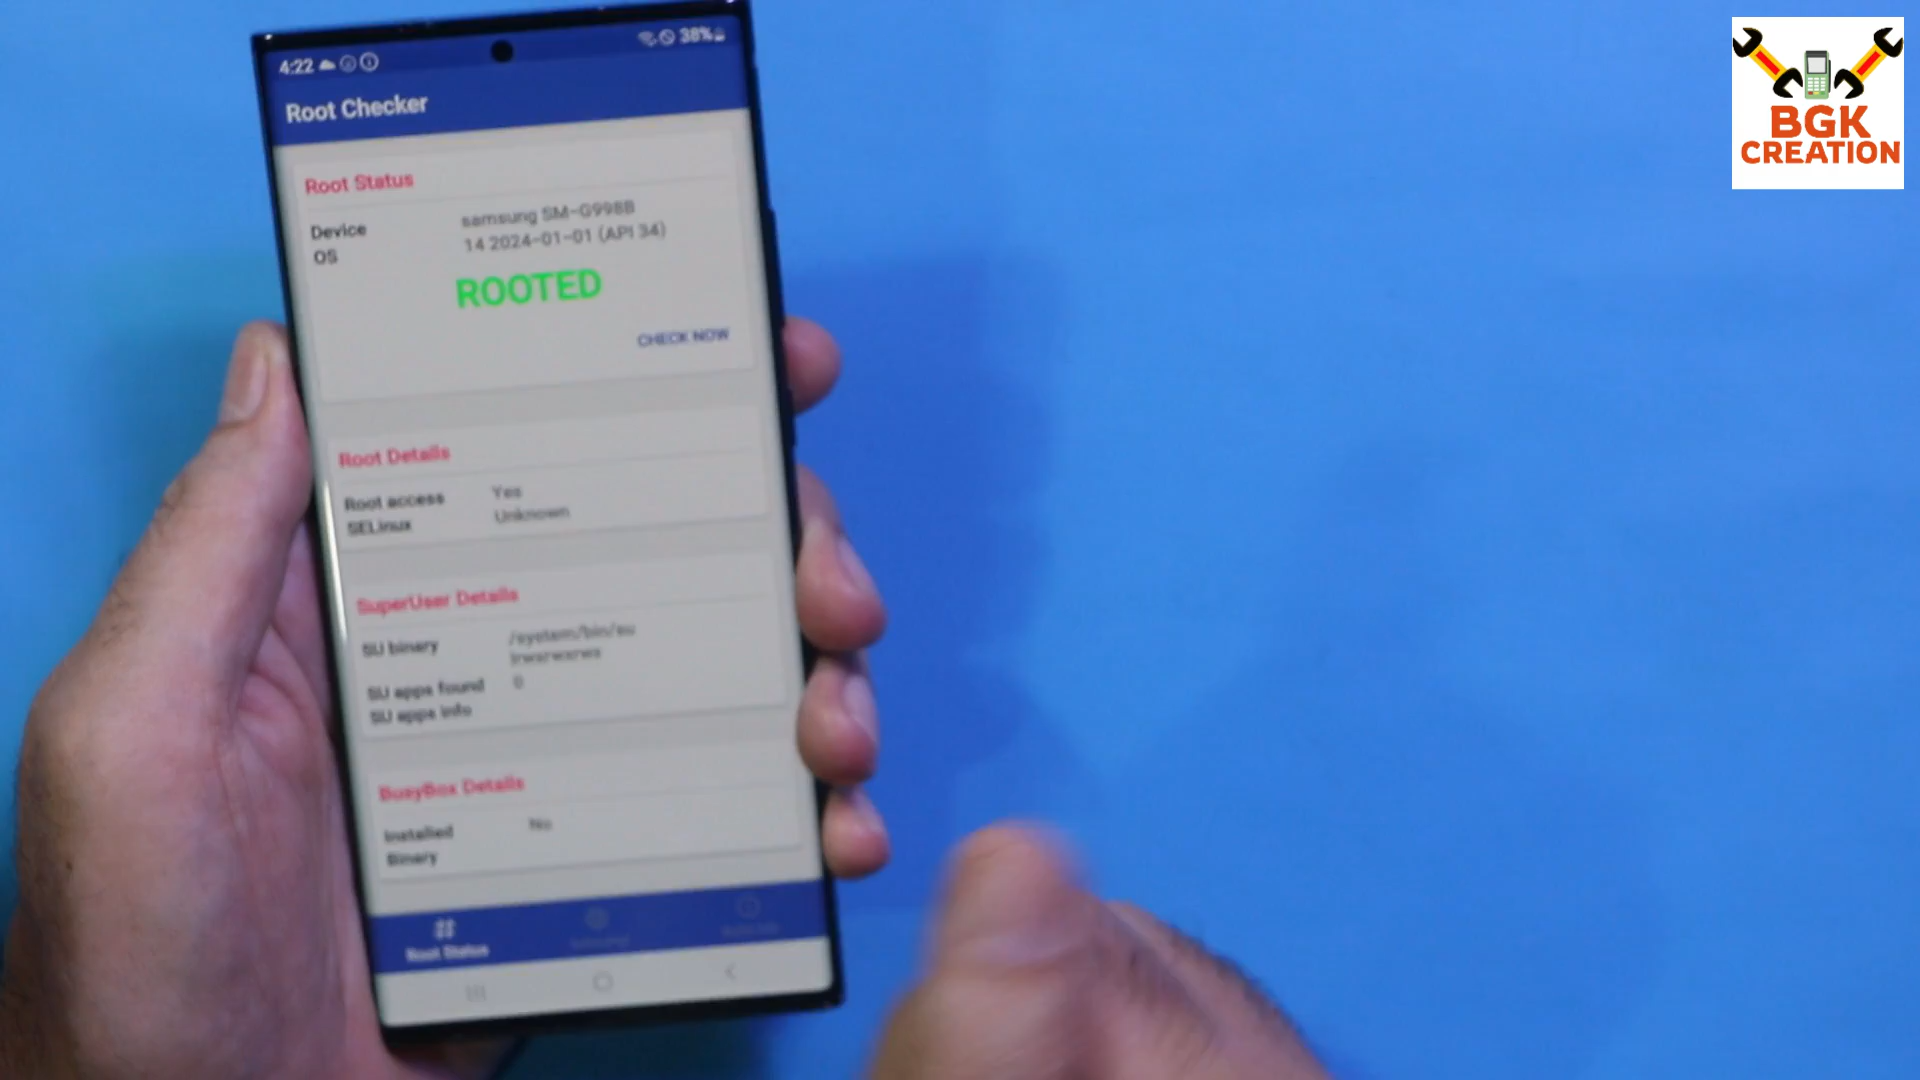 4:22
38%
Root Checker
Root Status
Device samsung SM-G998B
OS 14 2024-01-01 (API 34)
ROOTED
CHECK NOW
Root Details
Root access Yes
SELinux Unknown
SuperUser Details
SU binary /system/bin/su
lrwxrwxrwx
SU apps found 0
SU apps info
BusyBox Details
Installed No
Binary
Root Status
BGK
CREATION